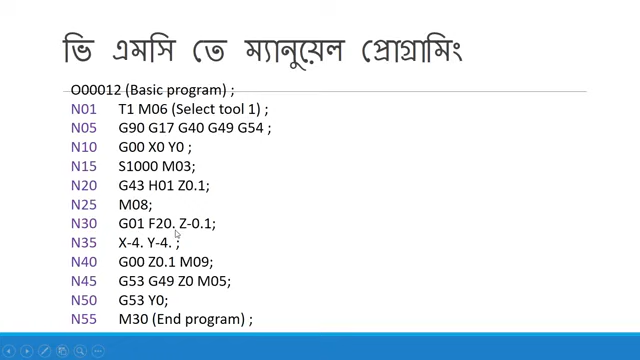 ভি এমসি তে ম্যানুয়েল প্রোগ্রামিং
O00012 (Basic program) ;
N01 T1 M06 (Select tool 1) ;
N05 G90 G17 G40 G49 G54 ;
N10 G00 X0 Y0 ;
N15 S1000 M03;
N20 G43 H01 Z0.1;
N25 M08;
N30 G01 F20. Z-0.1;
N35 X-4. Y-4. ;
N40 G00 Z0.1 M09;
N45 G53 G49 Z0 M05;
N50 G53 Y0;
N55 M30 (End program) ;